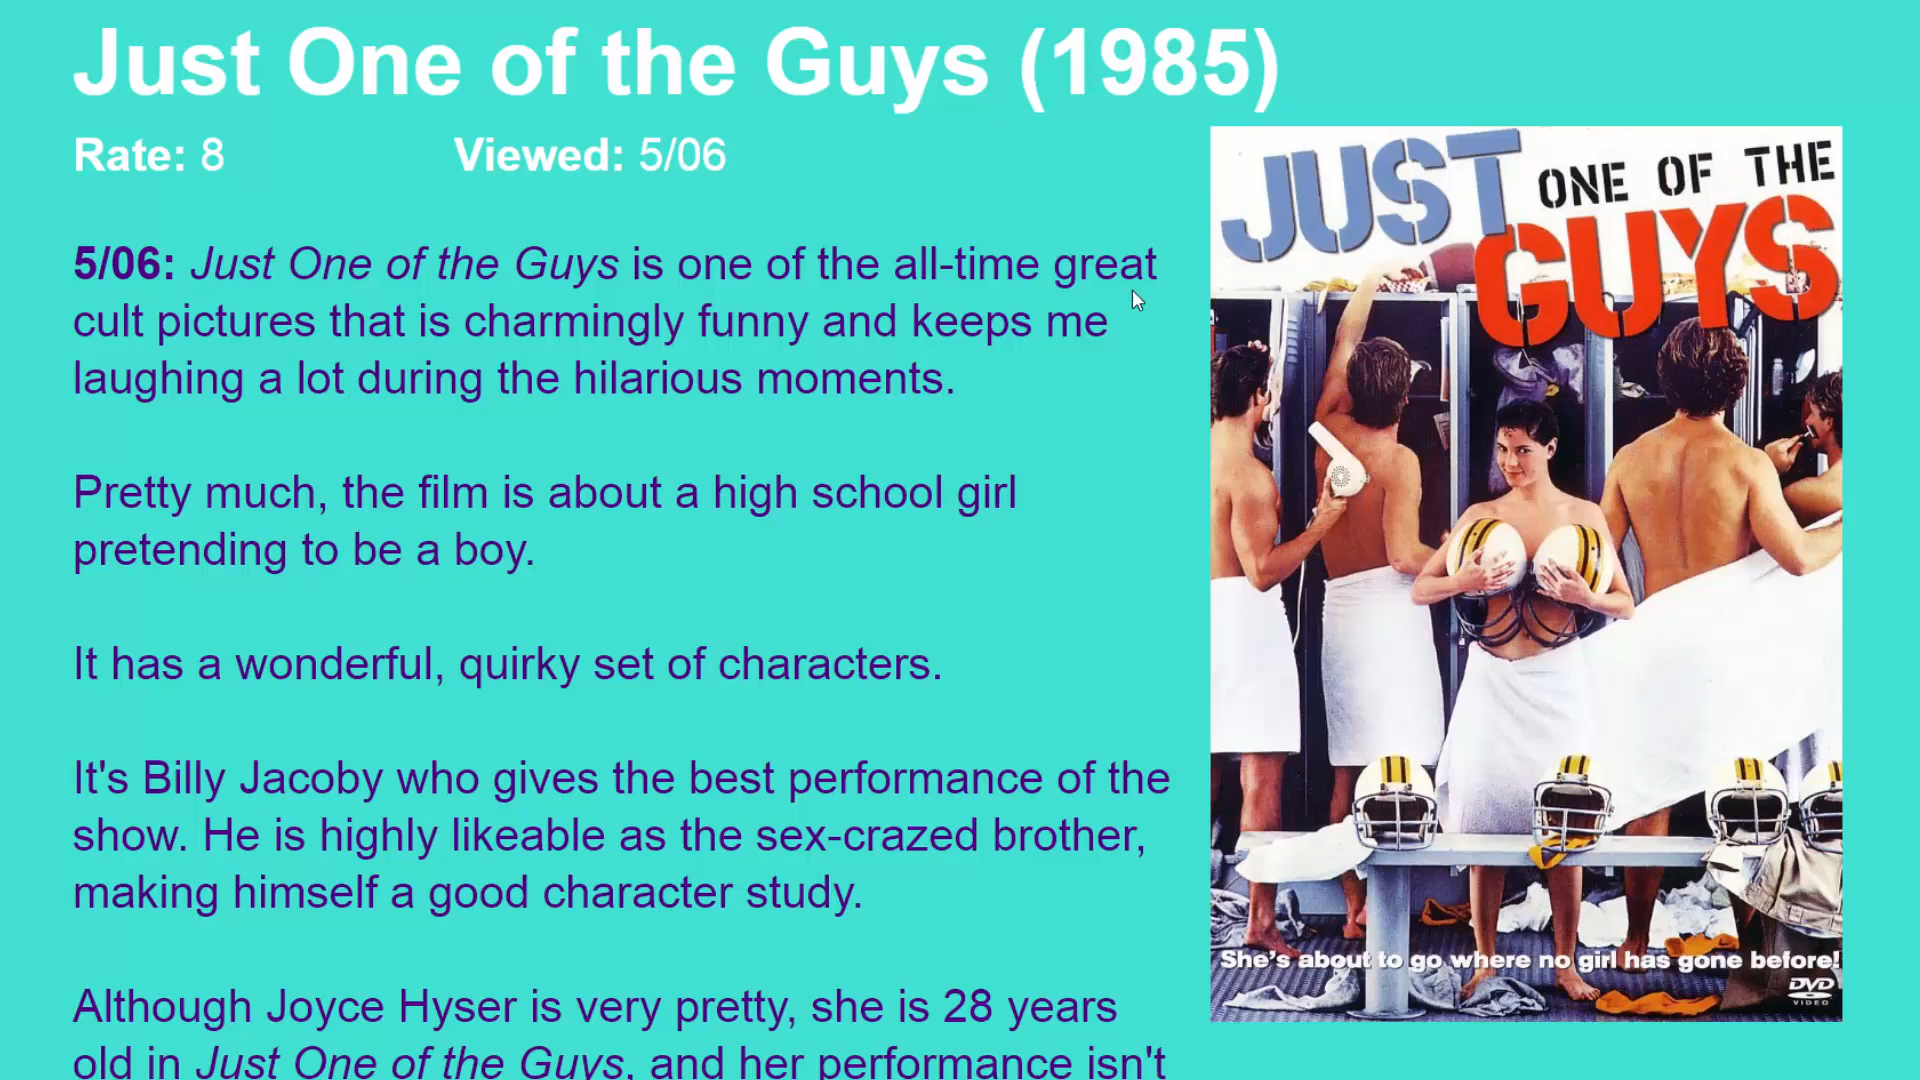 Just One of the Guys (1985)
Rate: 8 Viewed: 5/06
5/06: Just One of the Guys is one of the all-time great
cult pictures that is charmingly funny and keeps me
laughing a lot during the hilarious moments.
Pretty much, the film is about a high school girl
pretending to be a boy.
It has a wonderful, quirky set of characters.
It's Billy Jacoby who gives the best performance of the
show. He is highly likeable as the sex-crazed brother,
making himself a good character study.
Although Joyce Hyser is very pretty, she is 28 years
old in Just One of the Guys, and her performance isn't
JUST ONE OF THE
GUYS
She's about to go where no girl has gone before!
DVD
VIDEO